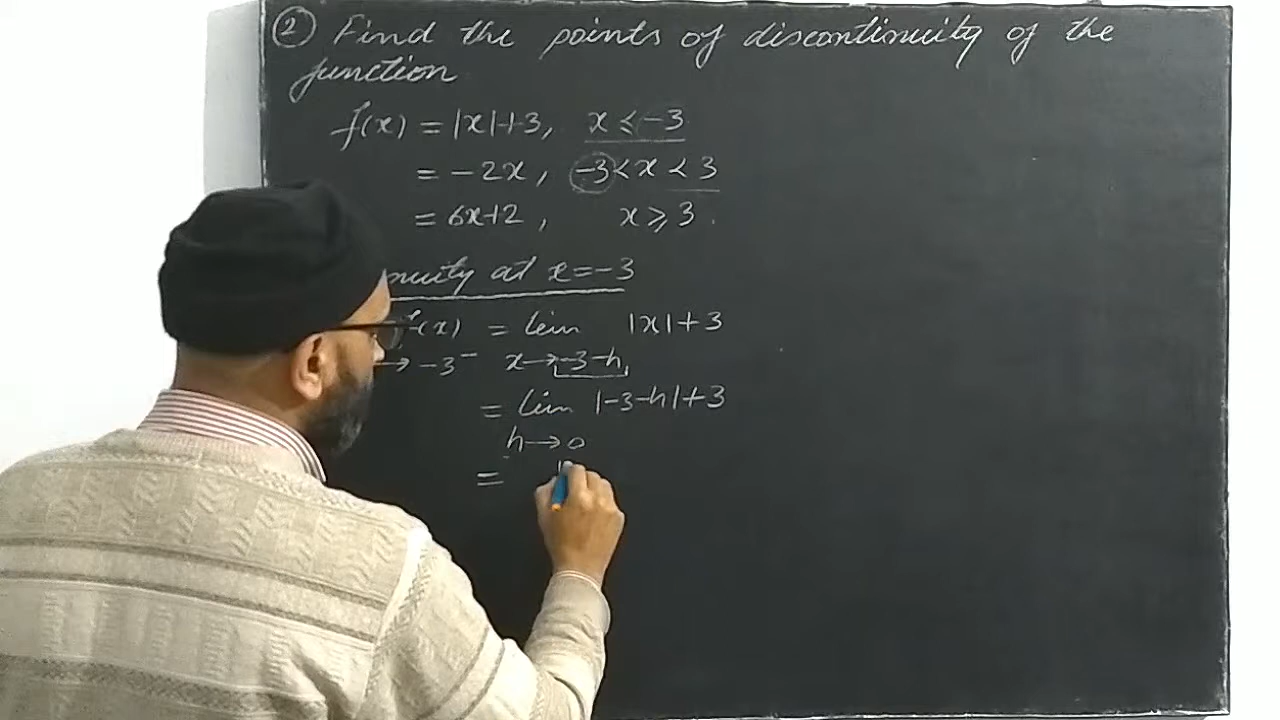 ② Find the points of discontinuity of the
function
f(x) = |x|+3, x ≤ -3
= -2x, -3 < x < 3
= 6x+2, x ≥ 3.
nuity at x=-3
f(x) = lim |x|+3
→ -3⁻ x → -3-h
= lim |-3-h|+3
h → 0
=